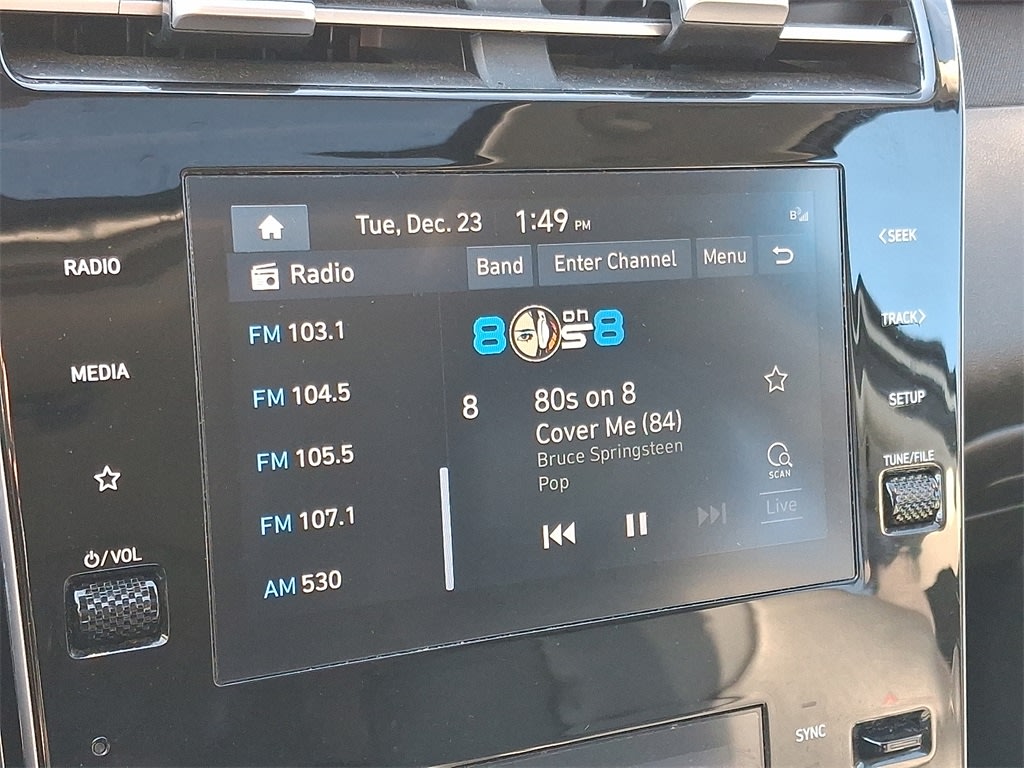 Tue, Dec. 23 1:49 PM
Radio Band Enter Channel Menu
FM 103.1
FM 104.5
FM 105.5
FM 107.1
AM 530
80s on 8
8 80s on 8
Cover Me (84)
Bruce Springsteen
Pop
SCAN
Live
RADIO
MEDIA
/VOL
<SEEK
TRACK>
SETUP
TUNE/FILE
SYNC